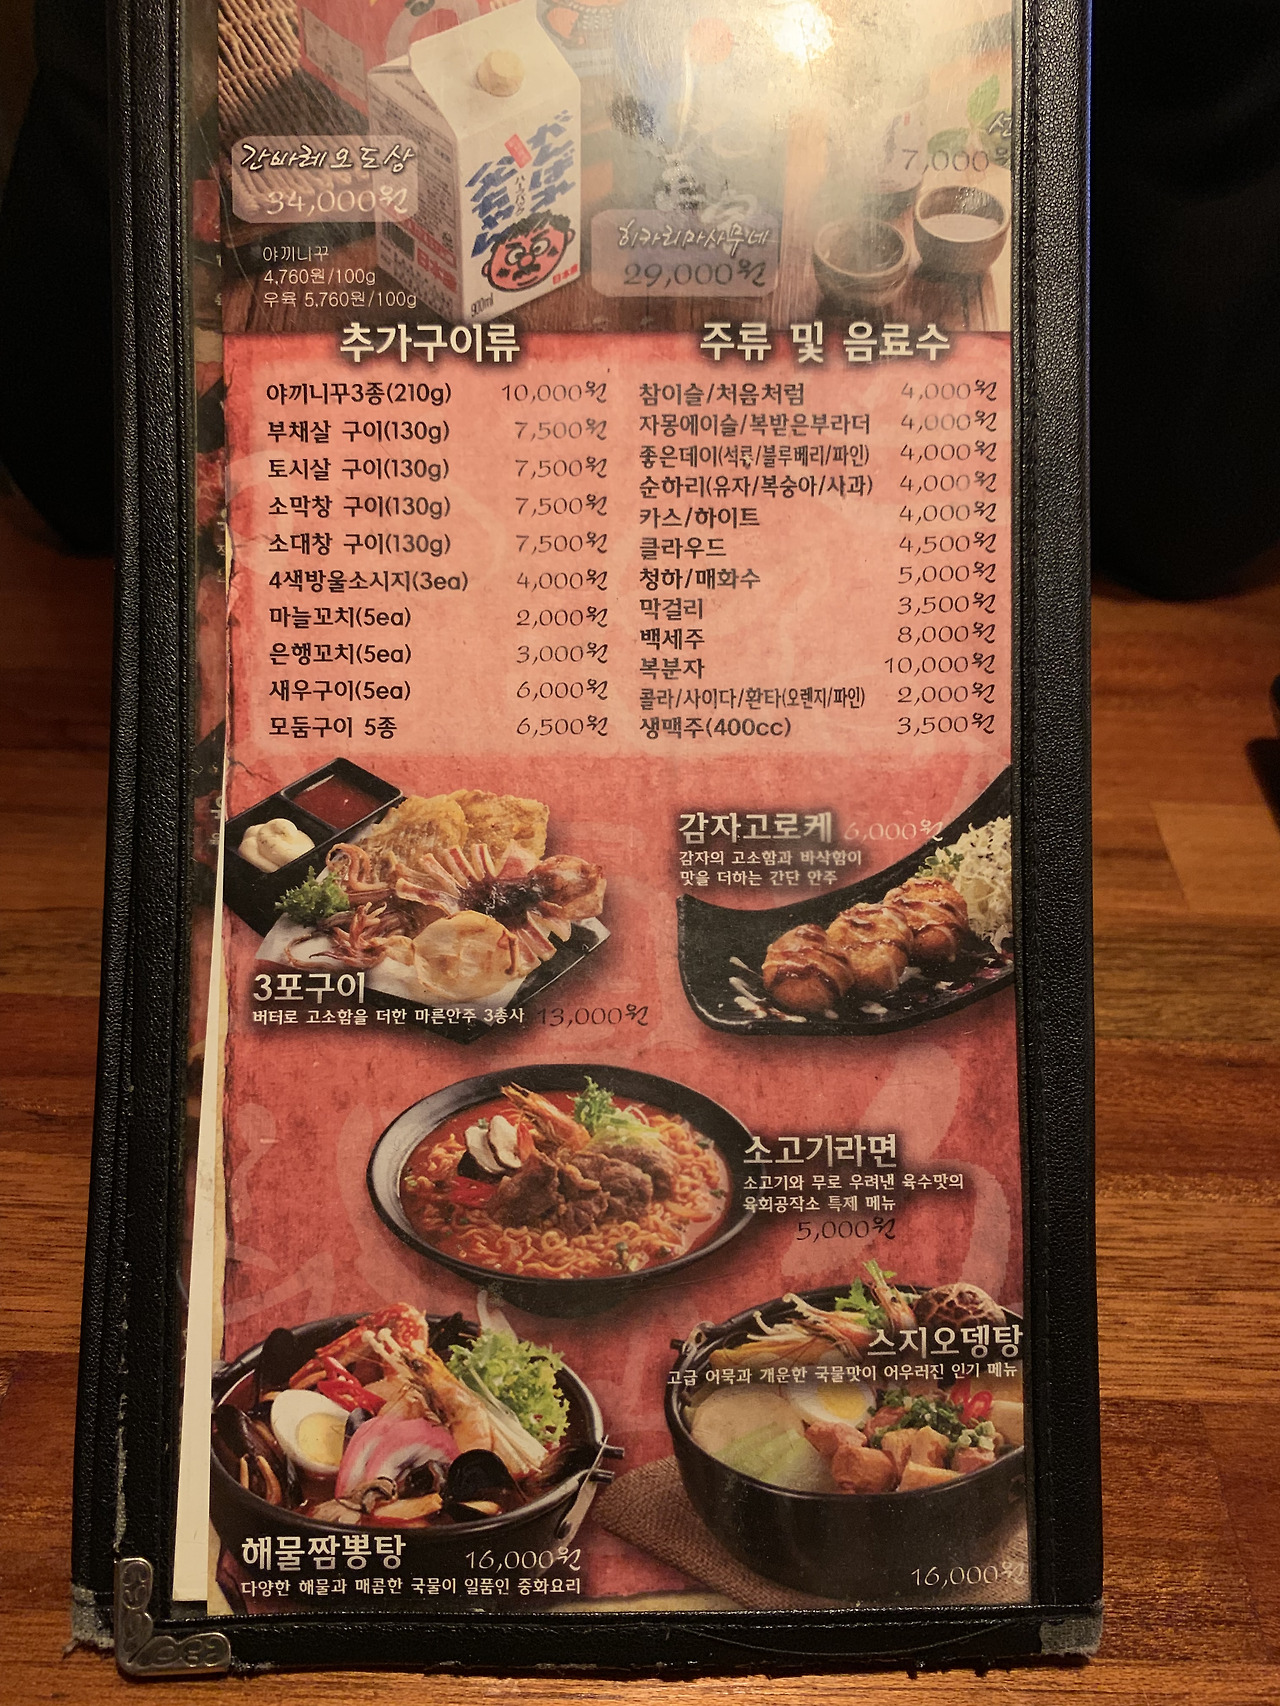 간바레오도상
34,000원
がんばれ父ちゃん
900ml
日本産
야끼니꾸
4,760원/100g
우육 5,760원/100g
히카리마사무네
29,000원
7,000원
추가구이류
야끼니꾸3종(210g) 10,000원
부채살 구이(130g) 7,500원
토시살 구이(130g) 7,500원
소막창 구이(130g) 7,500원
소대창 구이(130g) 7,500원
4색방울소시지(3ea) 4,000원
마늘꼬치(5ea) 2,000원
은행꼬치(5ea) 3,000원
새우구이(5ea) 6,000원
모둠구이 5종 6,500원
주류 및 음료수
참이슬/처음처럼 4,000원
자몽에이슬/복받은부라더 4,000원
좋은데이(석류/블루베리/파인) 4,000원
순하리(유자/복숭아/사과) 4,000원
카스/하이트 4,000원
클라우드 4,500원
청하/매화수 5,000원
막걸리 3,500원
백세주 8,000원
복분자 10,000원
콜라/사이다/환타(오렌지/파인) 2,000원
생맥주(400cc) 3,500원
감자고로케 6,000원
감자의 고소함과 바삭함이
맛을 더하는 간단 안주
3포구이
버터로 고소함을 더한 마른안주 3총사 13,000원
소고기라면
소고기와 무로 우려낸 육수맛의
육회공작소 특제 메뉴
5,000원
스지오뎅탕
고급 어묵과 개운한 국물맛이 어우러진 인기 메뉴
16,000원
해물짬뽕탕 16,000원
다양한 해물과 매콤한 국물이 일품인 중화요리